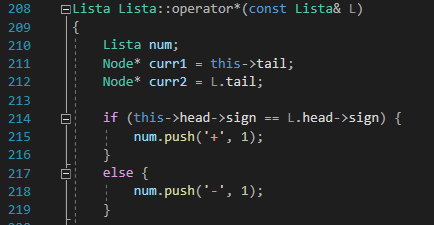 208 Lista Lista::operator*(const Lista& L)
209 {
210     Lista num;
211     Node* curr1 = this->tail;
212     Node* curr2 = L.tail;
213
214     if (this->head->sign == L.head->sign) {
215         num.push('+', 1);
216     }
217     else {
218         num.push('-', 1);
219     }